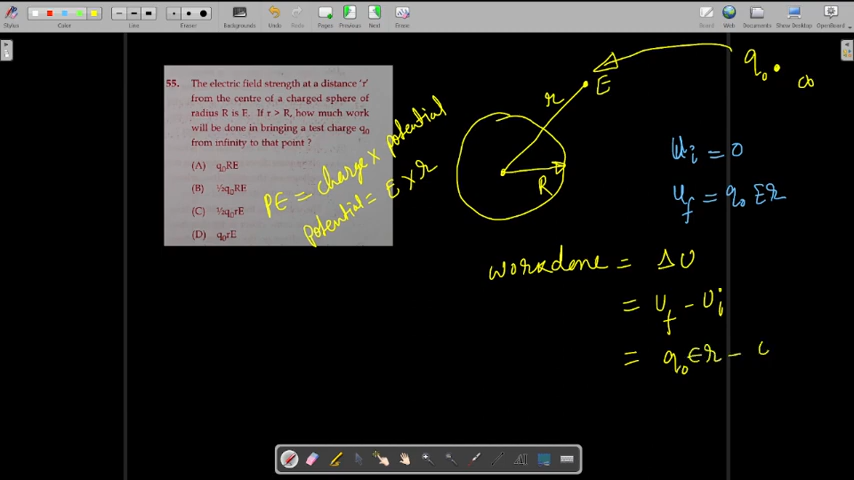 Stylus
Color
Line
Eraser
Backgrounds
Undo
Redo
Pages
Previous
Next
Erase
Board
Web
Documents
Show Desktop
OpenBoard
55. The electric field strength at a distance 'r'
from the centre of a charged sphere of
radius R is E. If r > R, how much work
will be done in bringing a test charge q₀
from infinity to that point ?
(A) q₀RE
(B) ½q₀RE
(C) ½q₀rE
(D) q₀rE
PE = charge × potential
potential = E × r
r
E
R
q₀
∞
Ui = 0
Uf = q₀Er
workdone = ΔU
= Uf - Ui
= q₀Er -